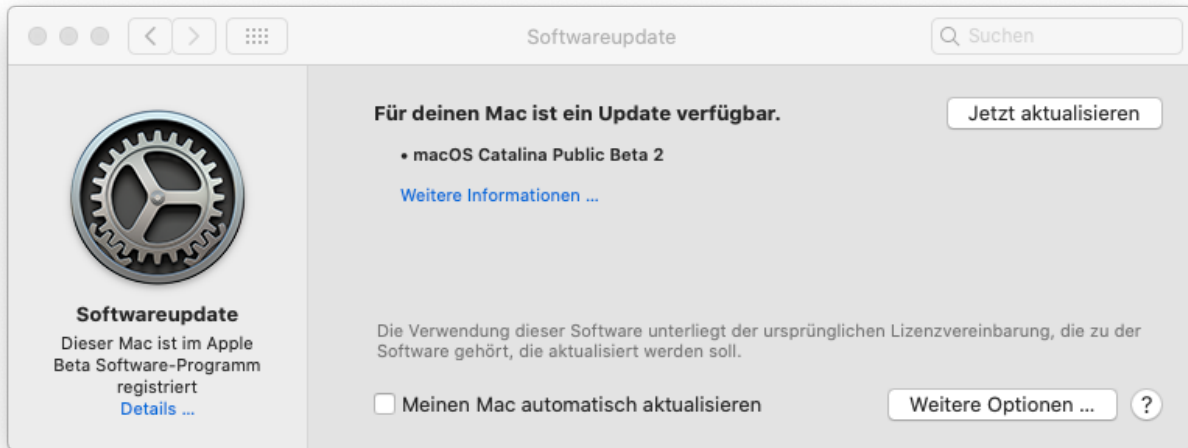 Softwareupdate
Suchen
Für deinen Mac ist ein Update verfügbar.
Jetzt aktualisieren
• macOS Catalina Public Beta 2
Weitere Informationen ...
Softwareupdate
Dieser Mac ist im Apple
Beta Software-Programm
registriert
Details ...
Die Verwendung dieser Software unterliegt der ursprünglichen Lizenzvereinbarung, die zu der
Software gehört, die aktualisiert werden soll.
Meinen Mac automatisch aktualisieren
Weitere Optionen ...
?